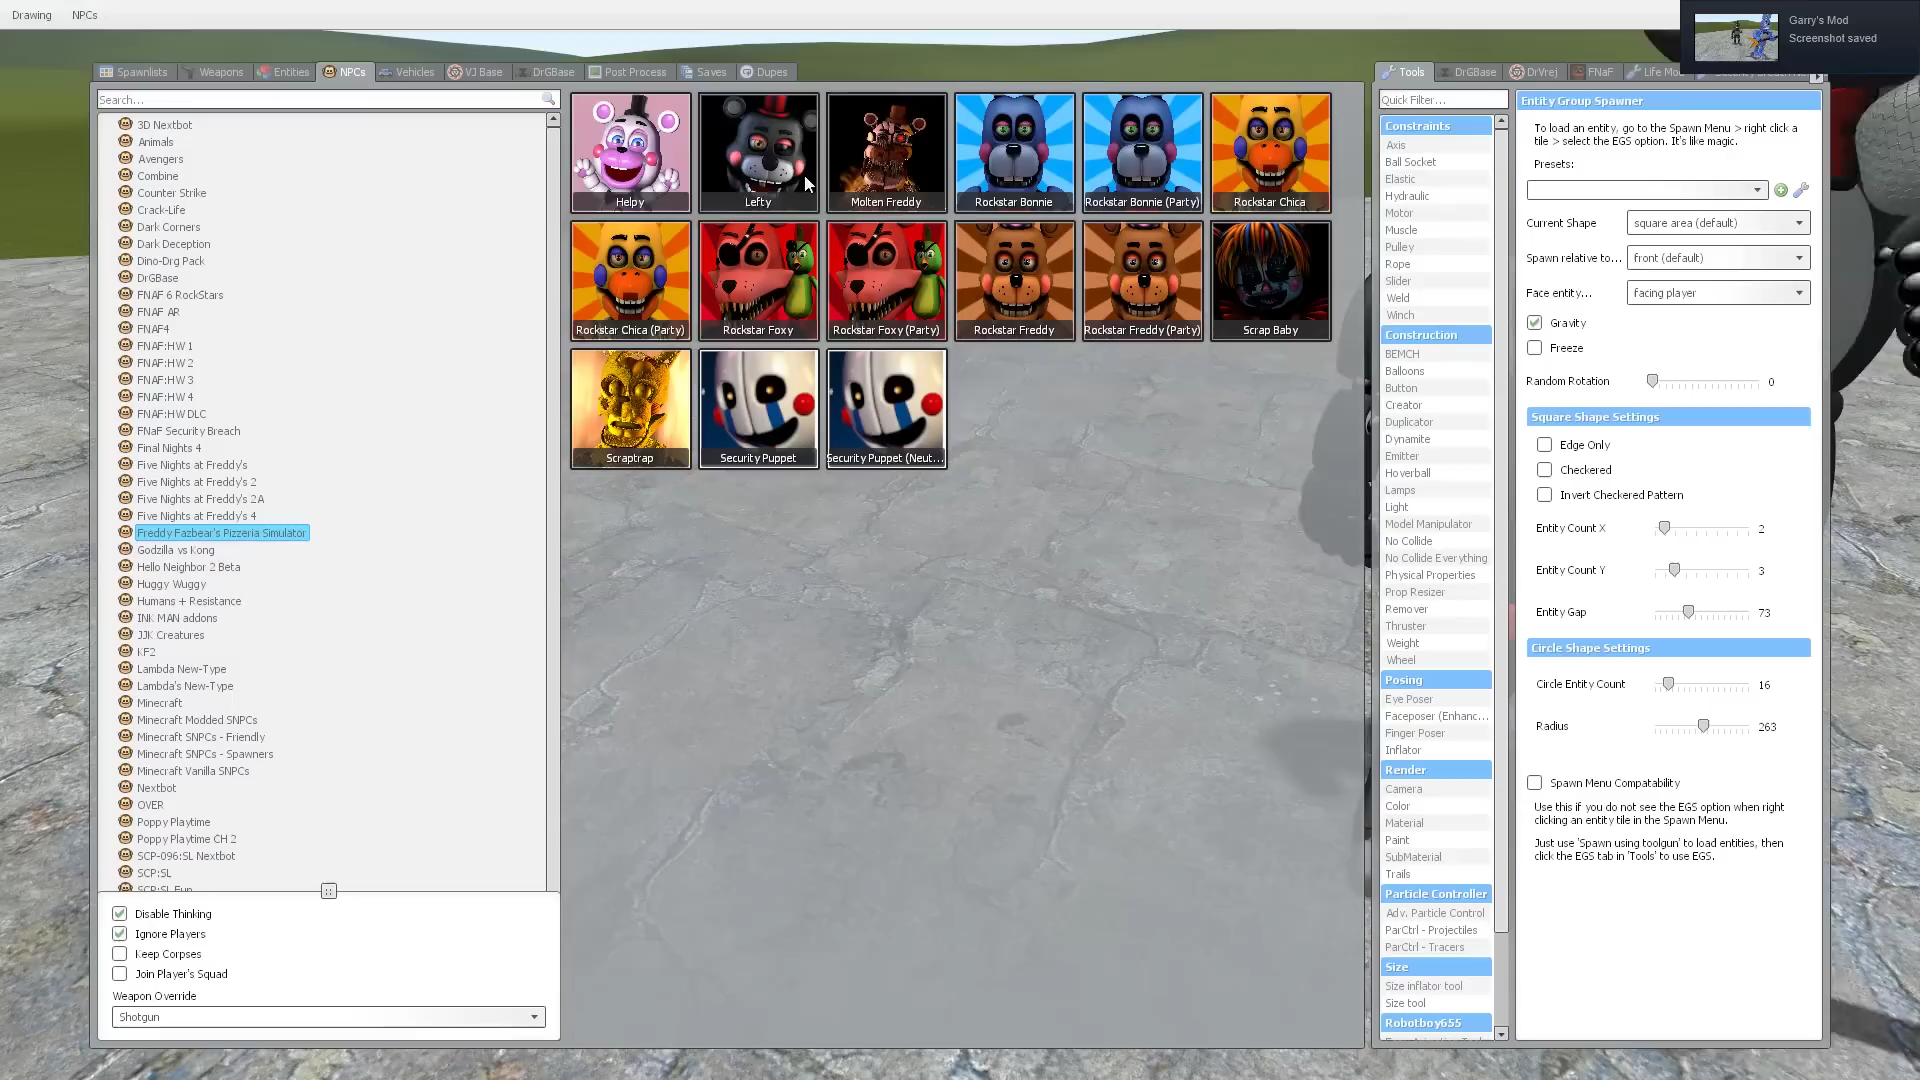 Drawing NPCs
Garry's Mod
Screenshot saved
Spawnlists Weapons Entities NPCs Vehicles VJ Base DrGBase Post Process Saves Dupes
Tools DrGBase DrVrej FNaF
Search...
3D Nextbot
Animals
Avengers
Combine
Counter Strike
Crack-Life
Dark Corners
Dark Deception
Dino-Drg Pack
DrGBase
FNAF 6 RockStars
FNAF AR
FNAF4
FNAF:HW 1
FNAF:HW 2
FNAF:HW 3
FNAF:HW 4
FNAF:HW DLC
FNaF Security Breach
Final Nights 4
Five Nights at Freddy's
Five Nights at Freddy's 2
Five Nights at Freddy's 2A
Five Nights at Freddy's 4
Freddy Fazbear's Pizzeria Simulator
Godzilla vs Kong
Hello Neighbor 2 Beta
Huggy Wuggy
Humans + Resistance
INK MAN addons
JJK Creatures
KF2
Lambda New-Type
Lambda's New-Type
Minecraft
Minecraft Modded SNPCs
Minecraft SNPCs - Friendly
Minecraft SNPCs - Spawners
Minecraft Vanilla SNPCs
Nextbot
OVER
Poppy Playtime
Poppy Playtime CH 2
SCP-096:SL Nextbot
SCP:SL
SCP:SL Fun
Disable Thinking
Ignore Players
Keep Corpses
Join Player's Squad
Weapon Override
Shotgun
Helpy Lefty Molten Freddy Rockstar Bonnie Rockstar Bonnie (Party) Rockstar Chica
Rockstar Chica (Party) Rockstar Foxy Rockstar Foxy (Party) Rockstar Freddy Rockstar Freddy (Party) Scrap Baby
Scraptrap Security Puppet Security Puppet (Neut...
Quick Filter...
Constraints
Axis
Ball Socket
Elastic
Hydraulic
Motor
Muscle
Pulley
Rope
Slider
Weld
Winch
Construction
BEMCH
Balloons
Button
Creator
Duplicator
Dynamite
Emitter
Hoverball
Lamps
Light
Model Manipulator
No Collide
No Collide Everything
Physical Properties
Prop Resizer
Remover
Thruster
Weight
Wheel
Posing
Eye Poser
Faceposer (Enhanc...
Finger Poser
Inflator
Render
Camera
Color
Material
Paint
SubMaterial
Trails
Particle Controller
Adv. Particle Control
ParCtrl - Projectiles
ParCtrl - Tracers
Size
Size inflator tool
Size tool
Robotboy655
Entity Group Spawner
To load an entity, go to the Spawn Menu > right click a
tile > select the EGS option. It's like magic.
Presets:
Current Shape square area (default)
Spawn relative to... front (default)
Face entity... facing player
Gravity
Freeze
Random Rotation 0
Square Shape Settings
Edge Only
Checkered
Invert Checkered Pattern
Entity Count X 2
Entity Count Y 3
Entity Gap 73
Circle Shape Settings
Circle Entity Count 16
Radius 263
Spawn Menu Compatability
Use this if you do not see the EGS option when right
clicking an entity tile in the Spawn Menu.
Just use 'Spawn using toolgun' to load entities, then
click the EGS tab in 'Tools' to use EGS.